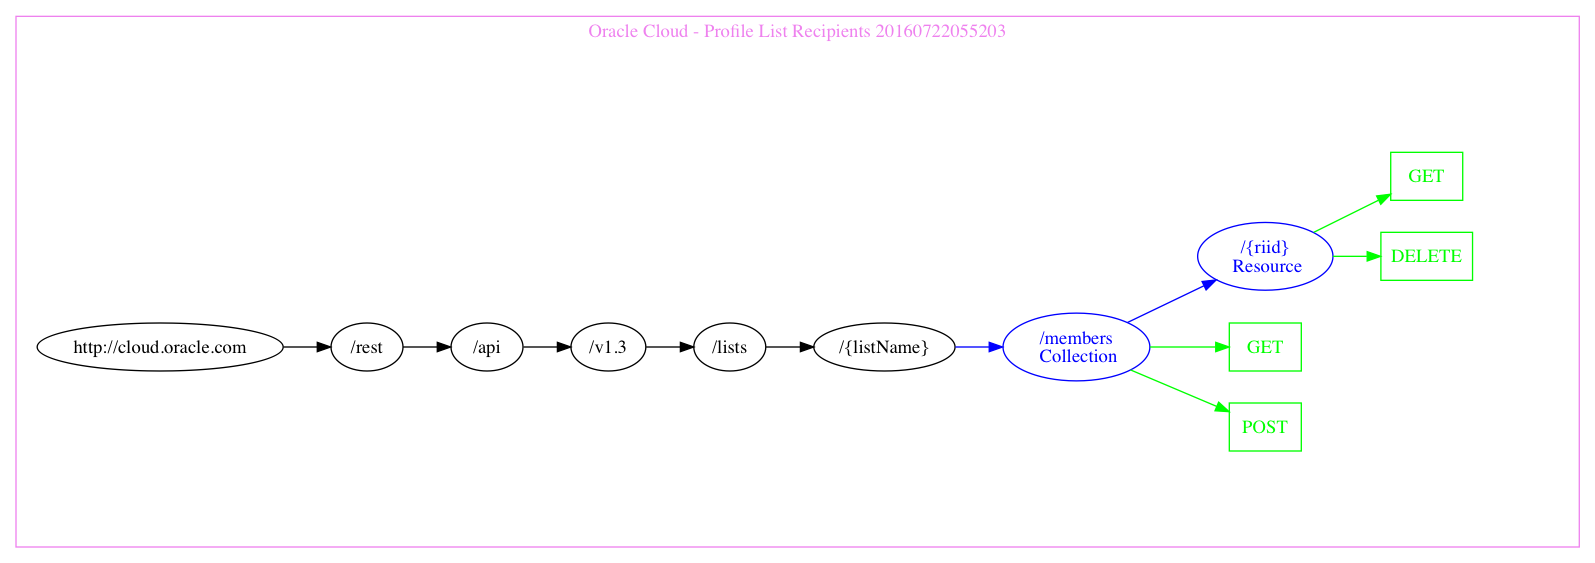 Oracle Cloud - Profile List Recipients 20160722055203
http://cloud.oracle.com
/rest
/api
/v1.3
/lists
/{listName}
/members
Collection
/{riid}
Resource
GET
DELETE
GET
POST